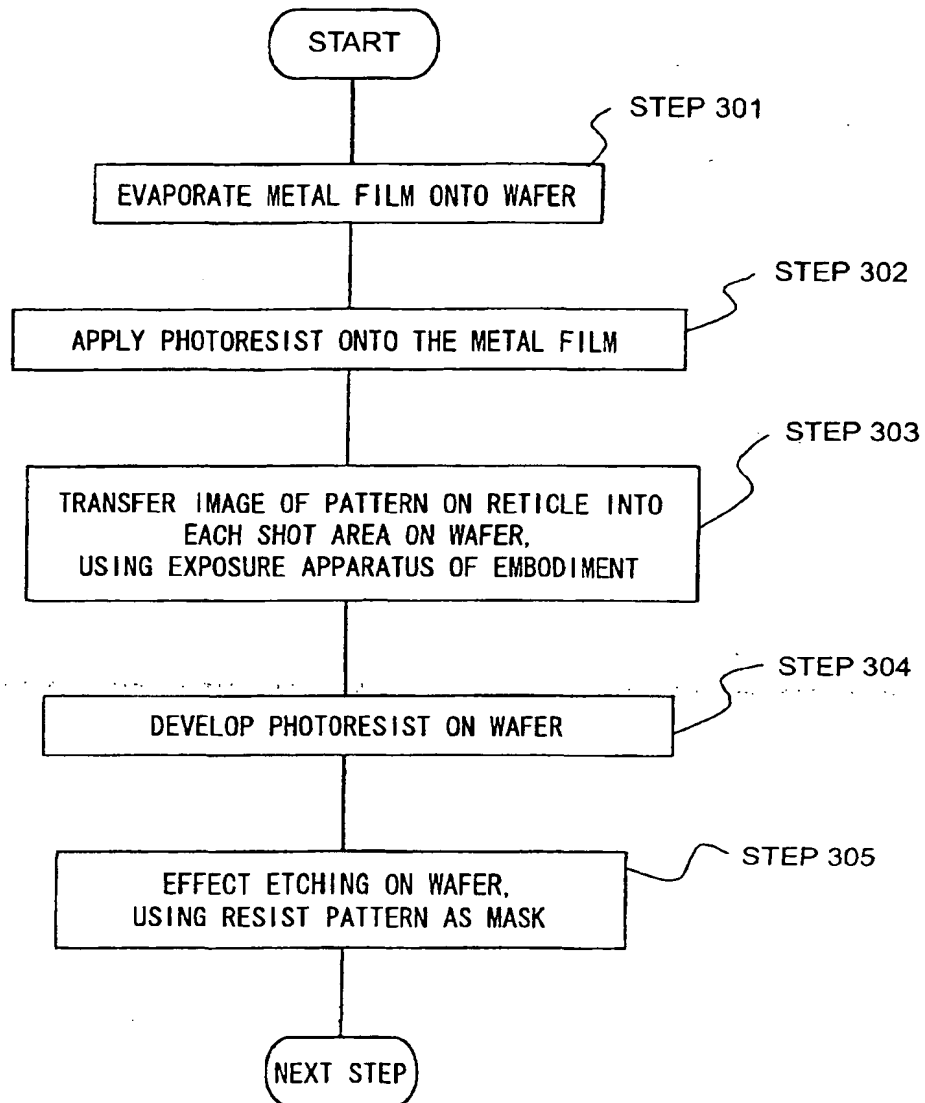 START
STEP 301
EVAPORATE METAL FILM ONTO WAFER
STEP 302
APPLY PHOTORESIST ONTO THE METAL FILM
STEP 303
TRANSFER IMAGE OF PATTERN ON RETICLE INTO
EACH SHOT AREA ON WAFER,
USING EXPOSURE APPARATUS OF EMBODIMENT
STEP 304
DEVELOP PHOTORESIST ON WAFER
STEP 305
EFFECT ETCHING ON WAFER,
USING RESIST PATTERN AS MASK
NEXT STEP